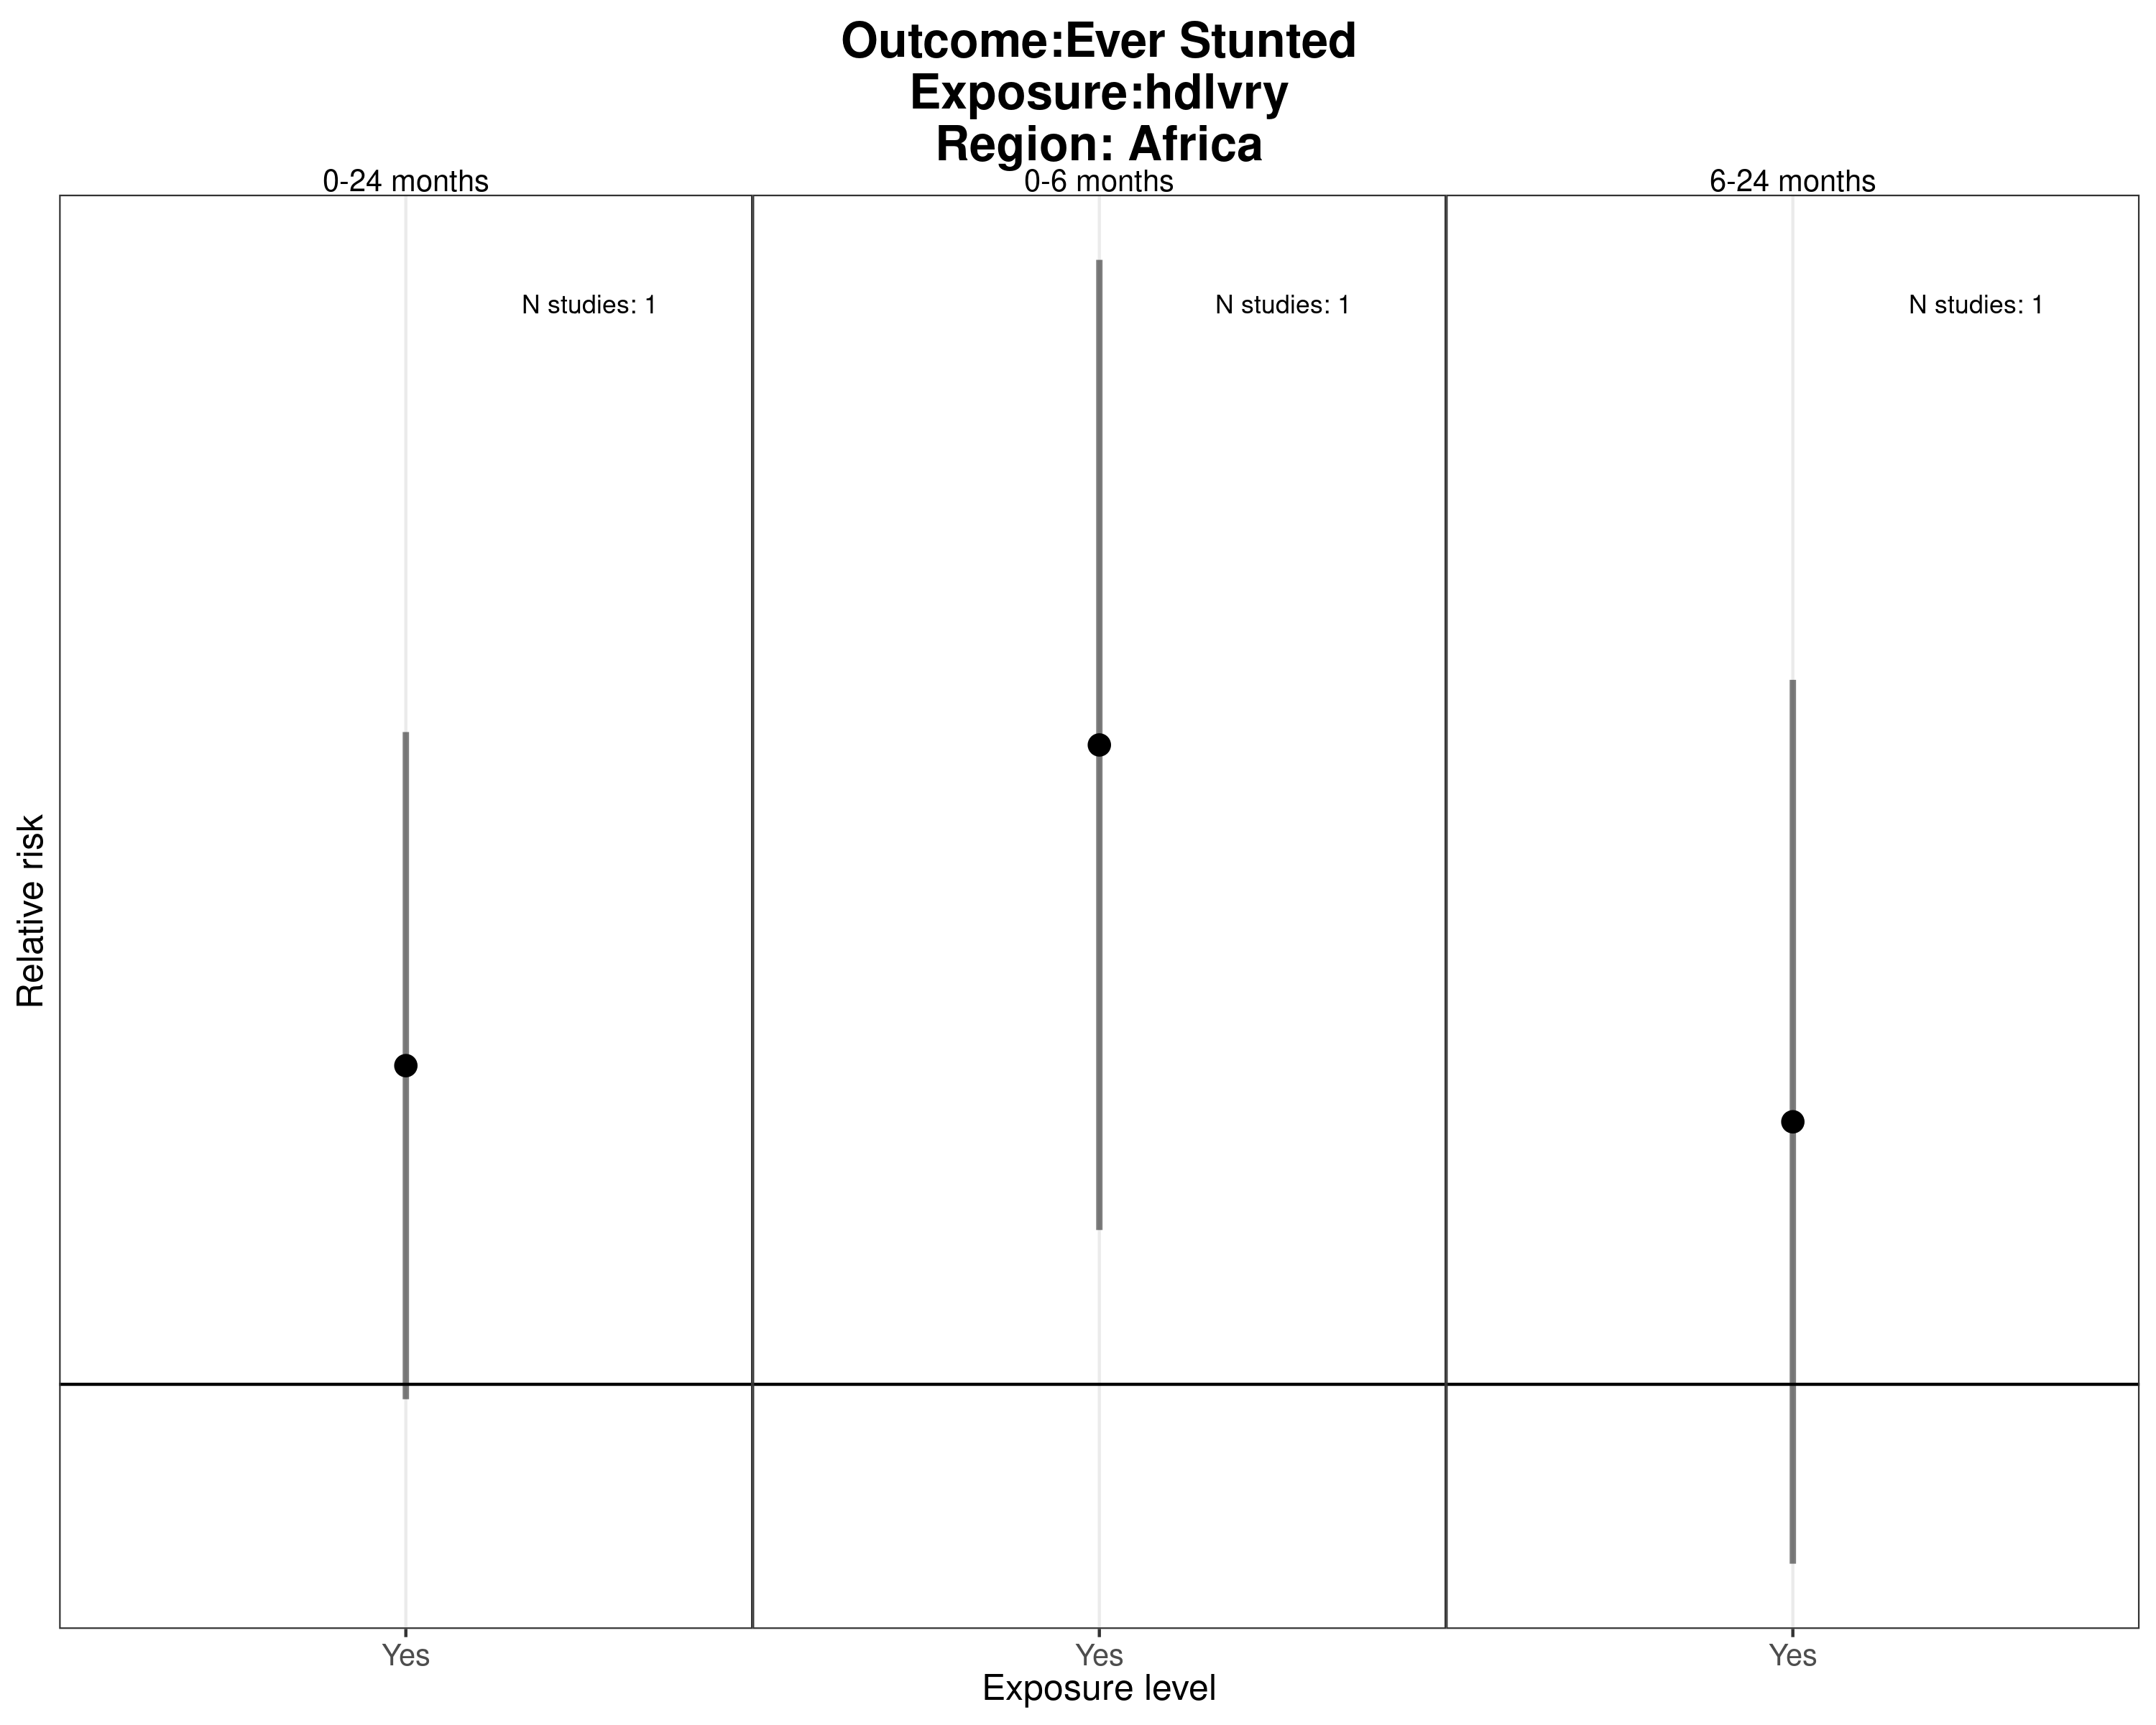 Outcome:Ever Stunted
Exposure:hdlvry
Region: Africa
0-24 months
0-6 months
6-24 months
N studies: 1
N studies: 1
N studies: 1
Relative risk
Yes
Yes
Yes
Exposure level